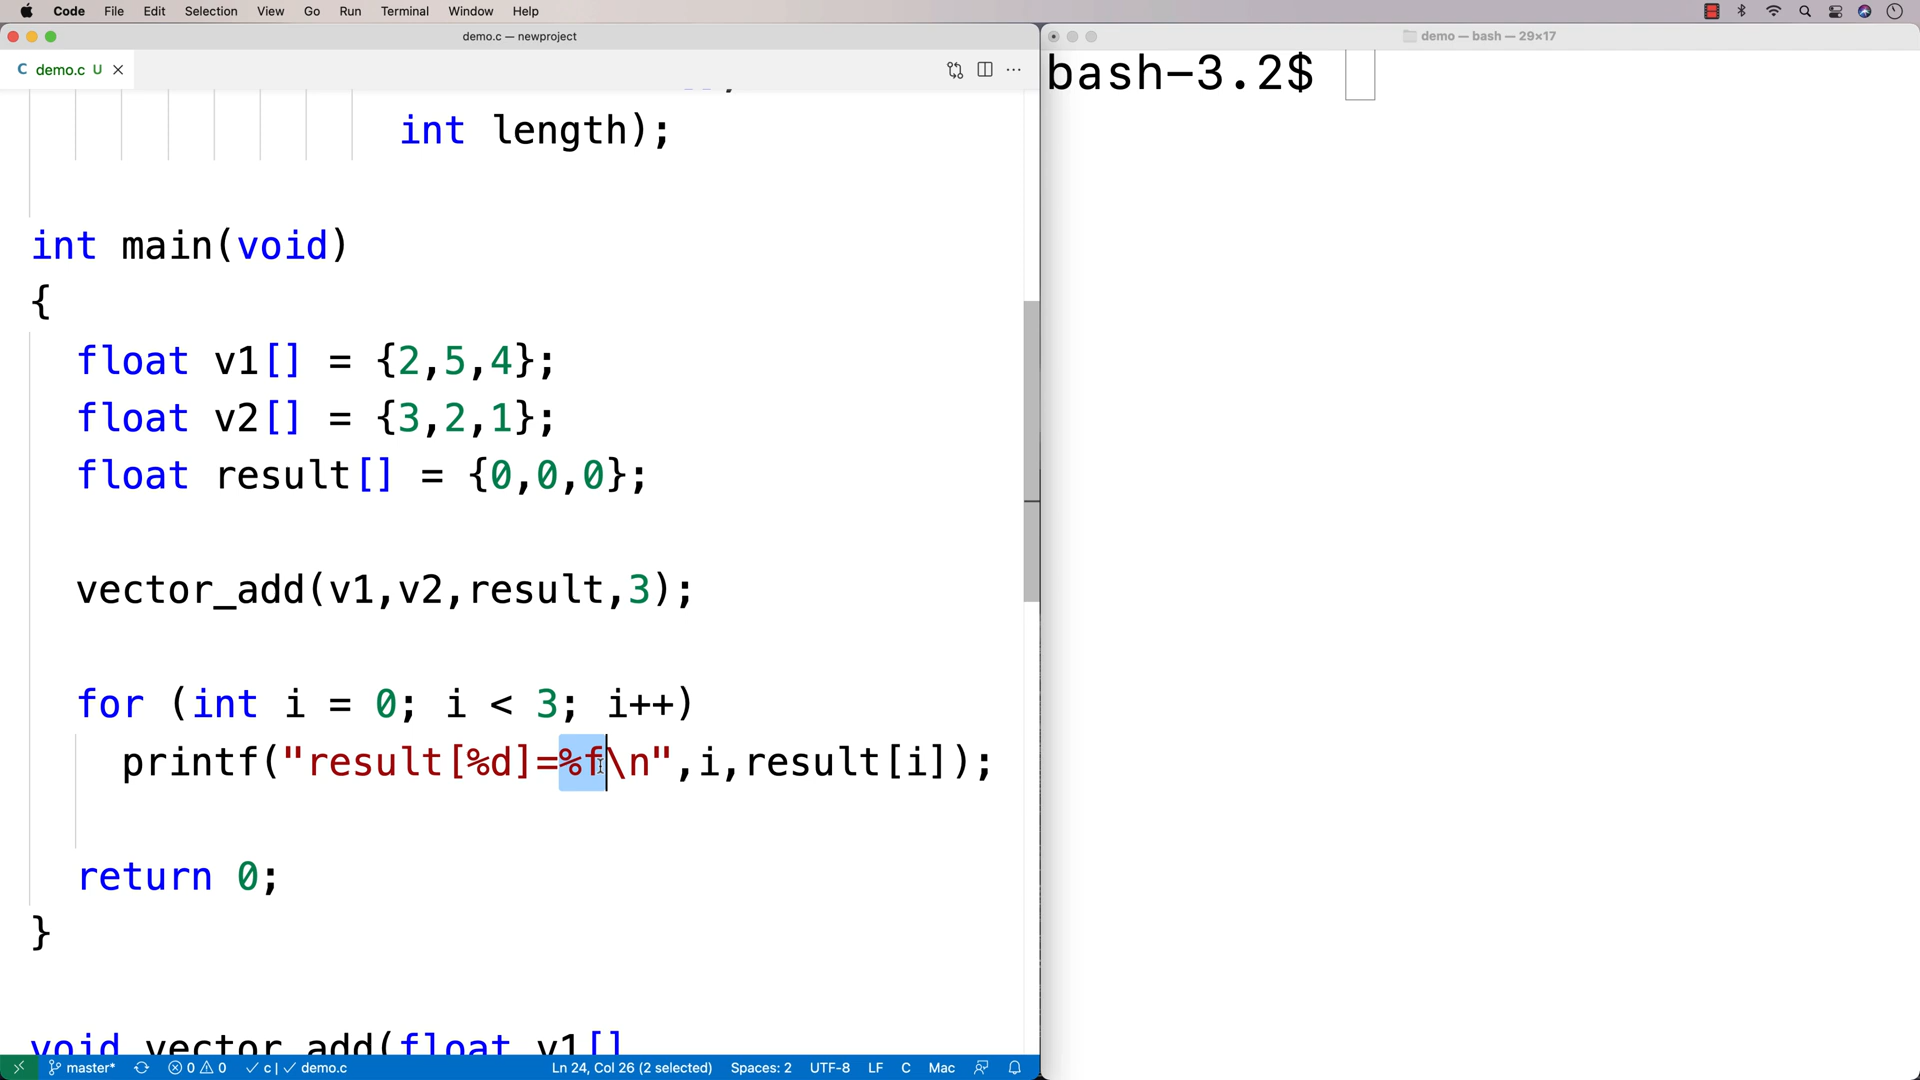 Code File Edit Selection View Go Run Terminal Window Help
demo.c — newproject
demo — bash — 29×17
C demo.c U
bash-3.2$
int length);
int main(void)
{
float v1[] = {2,5,4};
float v2[] = {3,2,1};
float result[] = {0,0,0};
vector_add(v1,v2,result,3);
for (int i = 0; i < 3; i++)
printf("result[%d]=%f\n",i,result[i]);
return 0;
}
void vector_add(float v1[]
master* 0 0 c | demo.c Ln 24, Col 26 (2 selected) Spaces: 2 UTF-8 LF C Mac